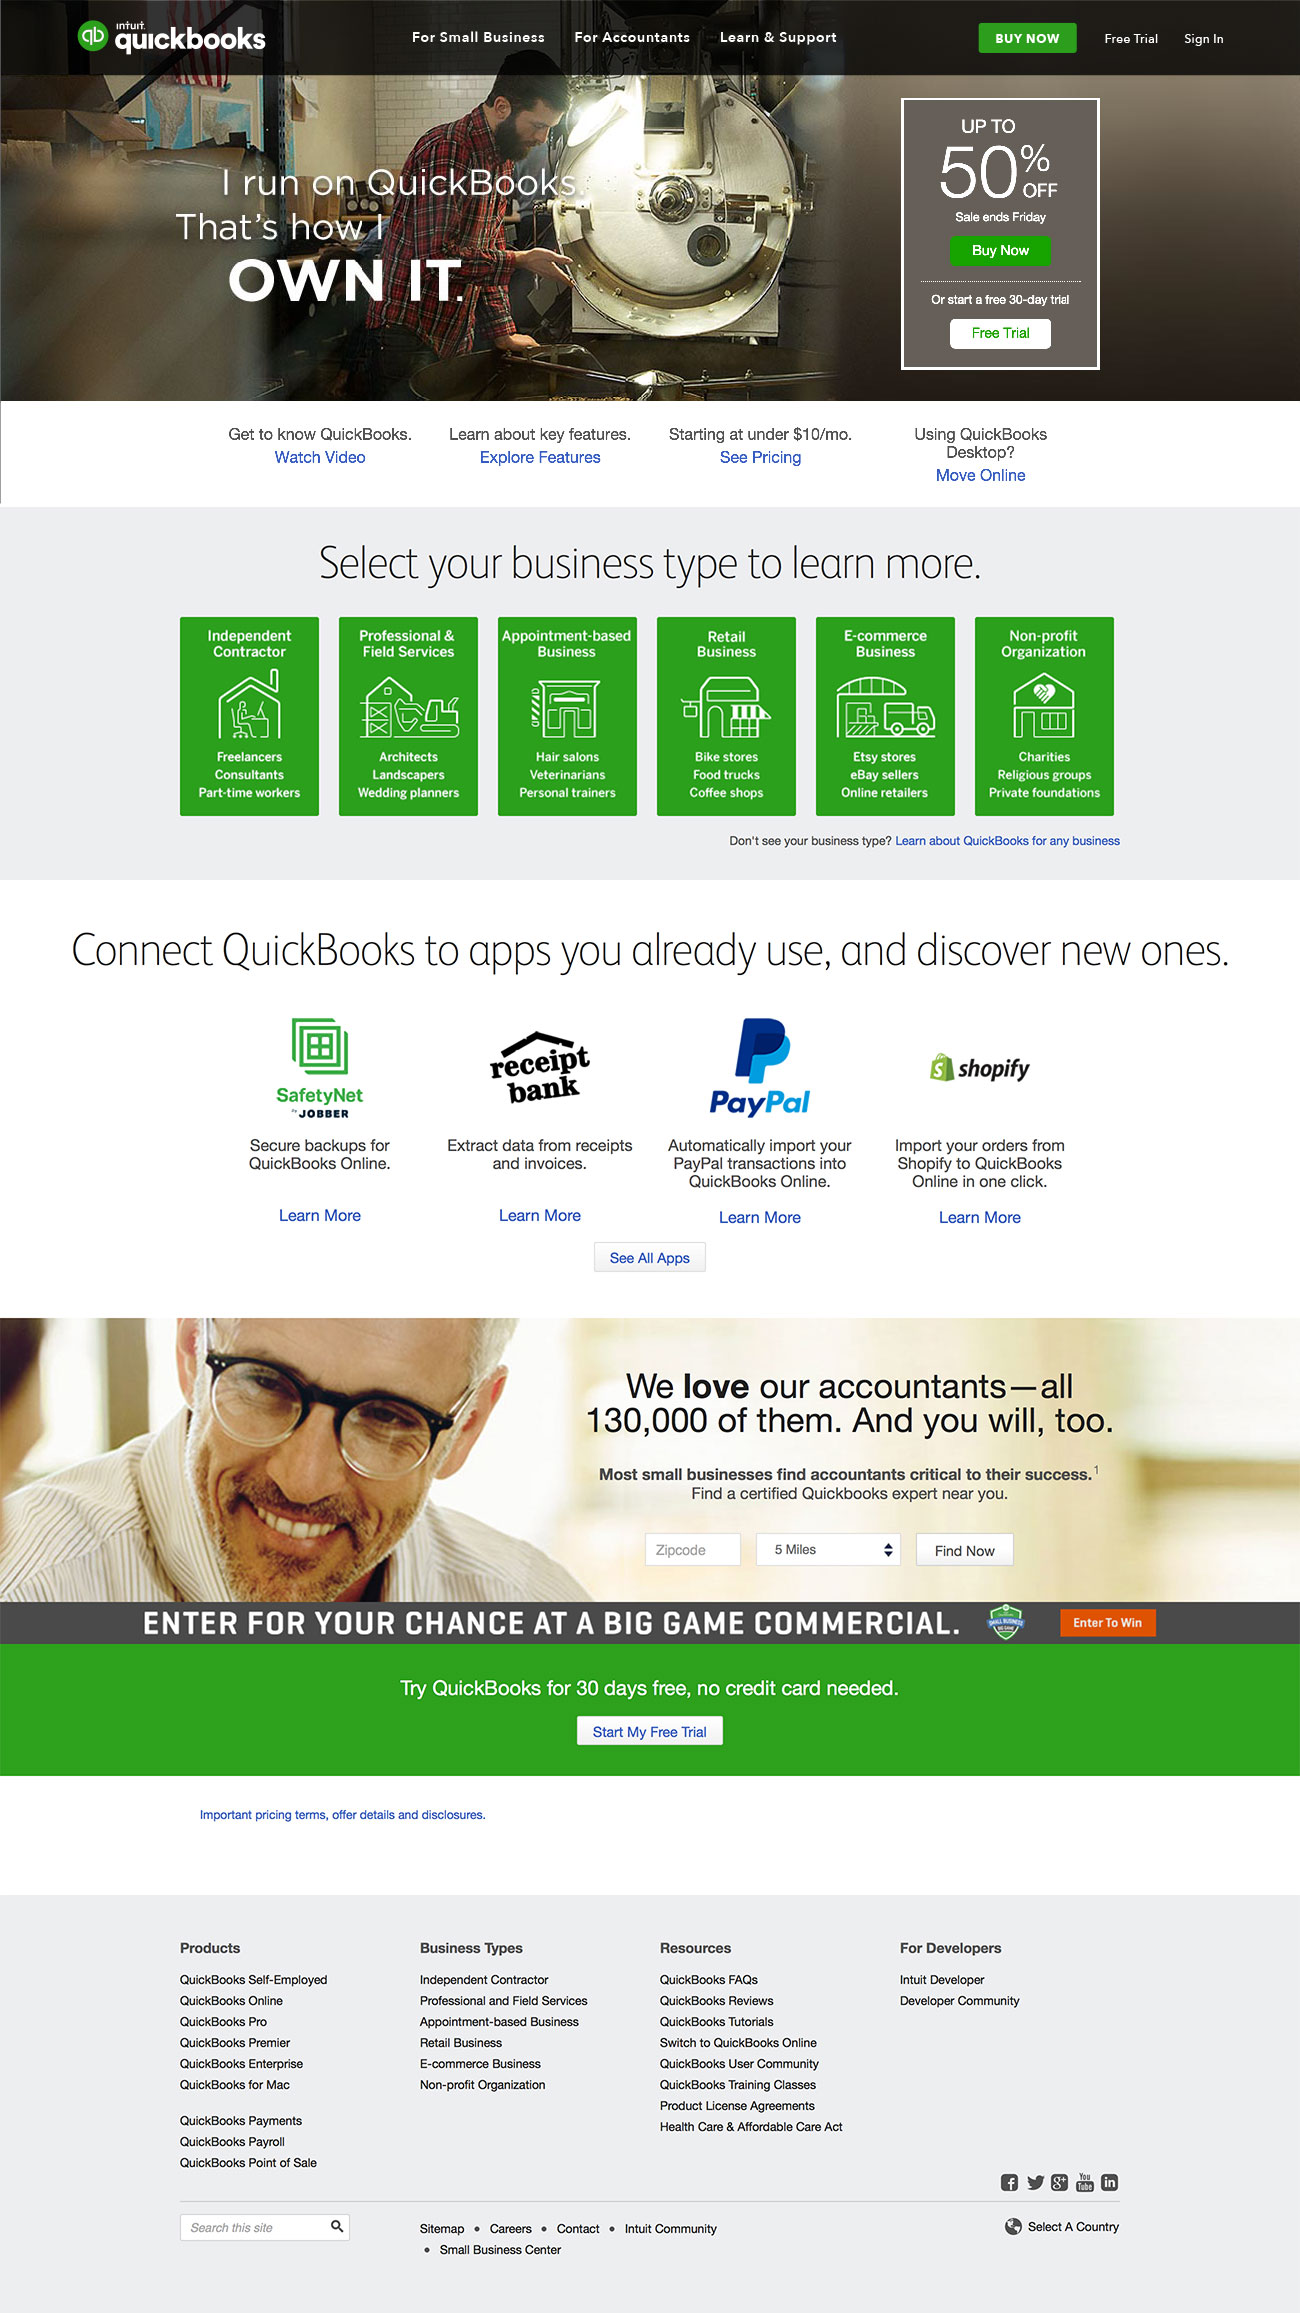 ıntuıt.
quickbooks
For Small Business
For Accountants
Learn & Support
BUY NOW
Free Trial
Sign In
I run on QuickBooks.
That's how I
OWN IT.
UP TO
50%
OFF
Sale ends Friday
Buy Now
Or start a free 30-day trial
Free Trial
Get to know QuickBooks.
Watch Video
Learn about key features.
Explore Features
Starting at under $10/mo.
See Pricing
Using QuickBooks
Desktop?
Move Online
Select your business type to learn more.
Independent
Contractor
Freelancers
Consultants
Part-time workers
Professional &
Field Services
Architects
Landscapers
Wedding planners
Appointment-based
Business
Hair salons
Veterinarians
Personal trainers
Retail
Business
Bike stores
Food trucks
Coffee shops
E-commerce
Business
Etsy stores
eBay sellers
Online retailers
Non-profit
Organization
Charities
Religious groups
Private foundations
Don't see your business type? Learn about QuickBooks for any business
Connect QuickBooks to apps you already use, and discover new ones.
SafetyNet
by JOBBER
Secure backups for
QuickBooks Online.
Learn More
receipt
bank
Extract data from receipts
and invoices.
Learn More
PayPal
Automatically import your
PayPal transactions into
QuickBooks Online.
Learn More
shopify
Import your orders from
Shopify to QuickBooks
Online in one click.
Learn More
See All Apps
We love our accountants—all
130,000 of them. And you will, too.
Most small businesses find accountants critical to their success.1
Find a certified Quickbooks expert near you.
Zipcode
5 Miles
Find Now
ENTER FOR YOUR CHANCE AT A BIG GAME COMMERCIAL.
SMALL BUSINESS
BIG GAME
Enter To Win
Try QuickBooks for 30 days free, no credit card needed.
Start My Free Trial
Important pricing terms, offer details and disclosures.
Products
QuickBooks Self-Employed
QuickBooks Online
QuickBooks Pro
QuickBooks Premier
QuickBooks Enterprise
QuickBooks for Mac
QuickBooks Payments
QuickBooks Payroll
QuickBooks Point of Sale
Business Types
Independent Contractor
Professional and Field Services
Appointment-based Business
Retail Business
E-commerce Business
Non-profit Organization
Resources
QuickBooks FAQs
QuickBooks Reviews
QuickBooks Tutorials
Switch to QuickBooks Online
QuickBooks User Community
QuickBooks Training Classes
Product License Agreements
Health Care & Affordable Care Act
For Developers
Intuit Developer
Developer Community
You
Tube
Search this site
Sitemap • Careers • Contact • Intuit Community
• Small Business Center
Select A Country